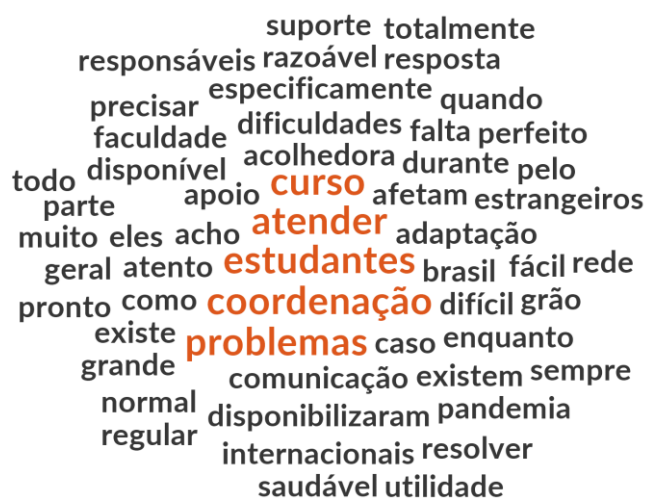 suporte totalmente
responsáveis razoável resposta
especificamente quando
precisar
faculdade dificuldades falta perfeito
disponível acolhedora durante pelo
todo apoio curso afetam estrangeiros
parte
muito eles acho atender adaptação
geral atento estudantes brasil fácil rede
pronto como coordenação difícil grão
existe problemas caso enquanto
grande
comunicação existem sempre
normal disponibilizaram pandemia
regular
internacionais resolver
saudável utilidade